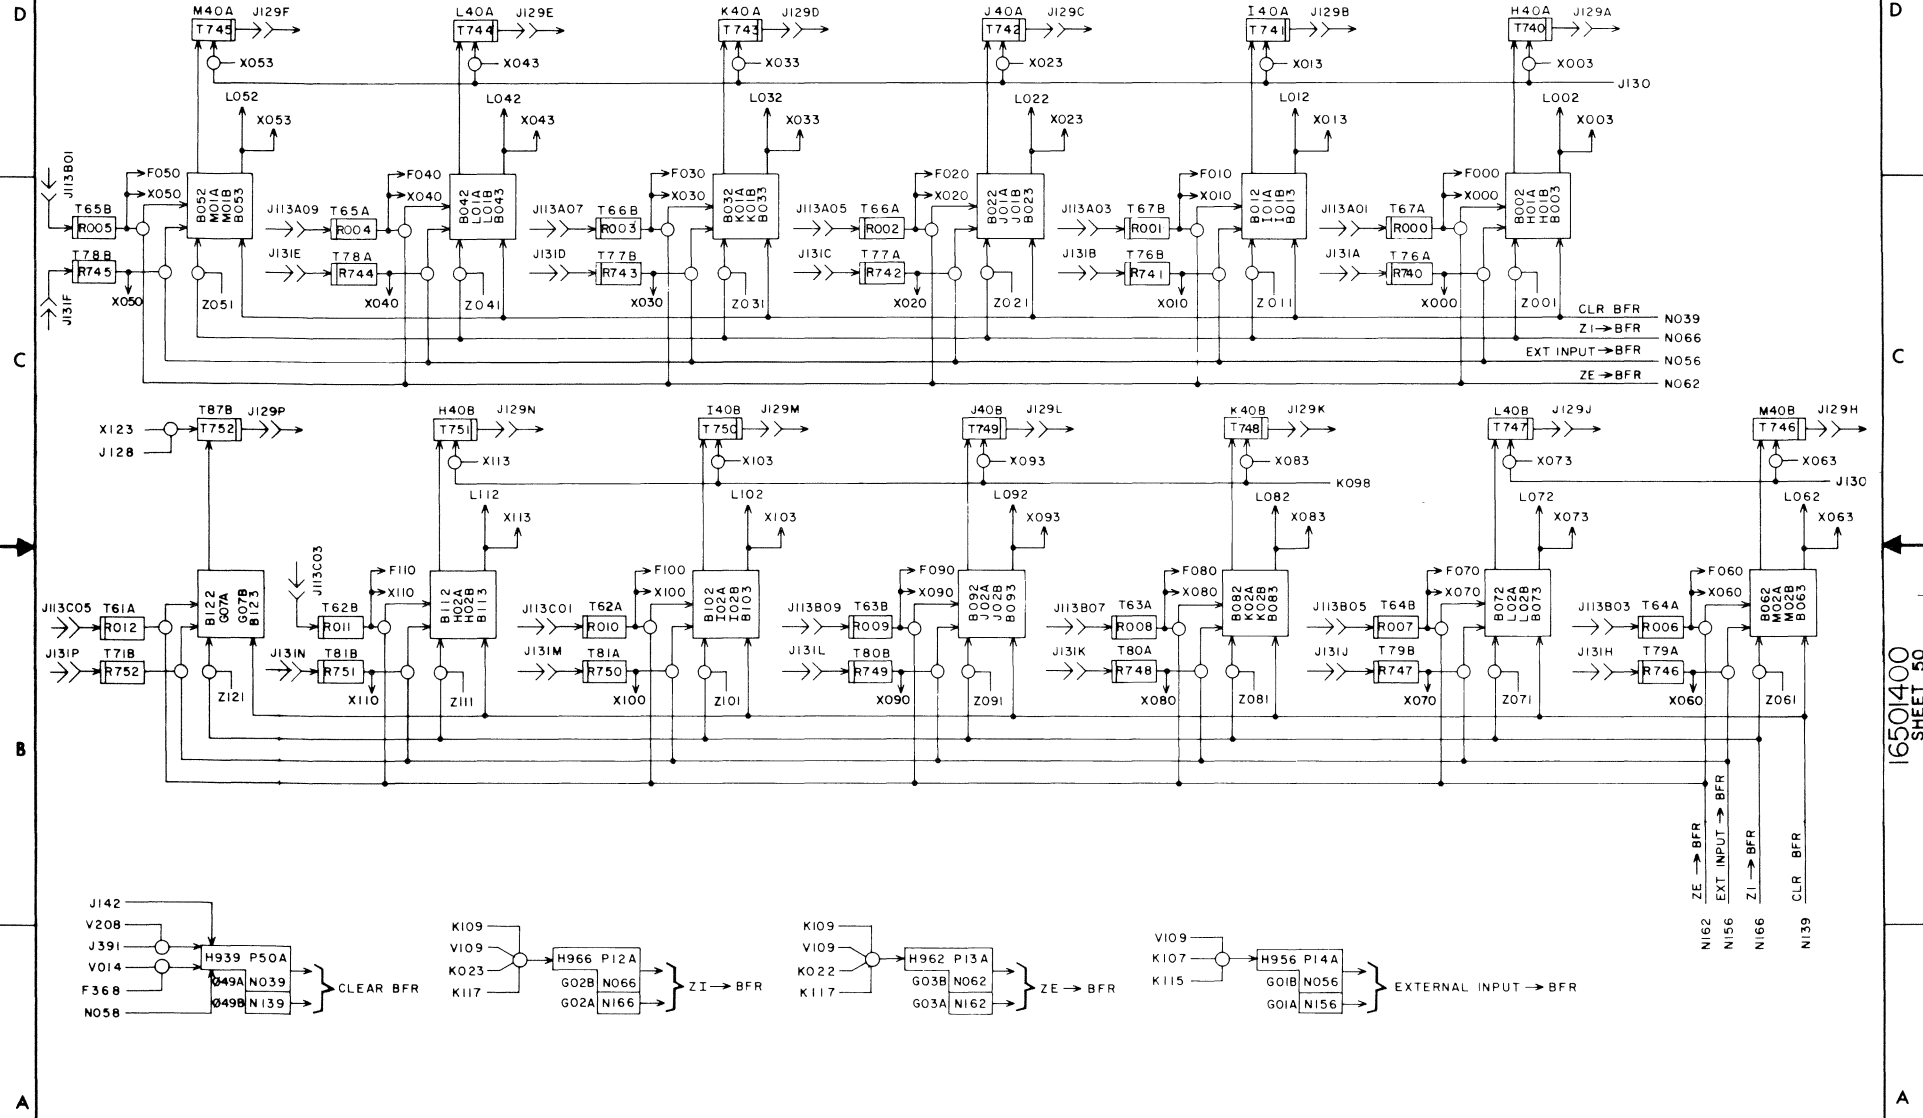 D D
M40A J129F L40A J129E K40A J129D J40A J129C I40A J129B H40A J129A
T745 T744 T743 T742 T741 T740
X053 X043 X033 X023 X013 X003
J130
L052 L042 L032 L022 L012 L002
X053 X043 X033 X023 X013 X003
J113B01
F050 F040 F030 F020 F010 F000
X050 X040 X030 X020 X010 X000
B052 M01A M01B B053
B042 L01A L01B B043
B032 K01A K01B B033
B022 J01A J01B B023
B012 I01A I01B B013
B002 H01A H01B B003
T65B J113A09 T65A J113A07 T66B J113A05 T66A J113A03 T67B J113A01 T67A
R005 R004 R003 R002 R001 R000
T78B J131E T78A J131D T77B J131C T77A J131B T76B J131A T76A
R745 R744 R743 R742 R741 R740
J131F
X050 Z051 X040 Z041 X030 Z031 X020 Z021 X010 Z011 X000 Z001
CLR BFR N039
ZI→BFR N066
C EXT INPUT→BFR N056 C
ZE→BFR N062
T87B J129P H40B J129N I40B J129M J40B J129L K40B J129K L40B J129J M40B J129H
X123 T752 T751 T750 T749 T748 T747 T746
J128
X113 X103 X093 X083 X073 X063
K098 J130
L112 L102 L092 L082 L072 L062
X113 X103 X093 X083 X073 X063
J113C03
F110 F100 F090 F080 F070 F060
X110 X100 X090 X080 X070 X060
B122 G07A G07B B123
B112 H02A H02B B113
B102 I02A I02B B103
B092 J02A J02B B093
B082 K02A K02B B083
B072 L02A L02B B073
B062 M02A M02B B063
J113C05 T61A T62B J113C01 T62A J113B09 T63B J113B07 T63A J113B05 T64B J113B03 T64A
R012 R011 R010 R009 R008 R007 R006
J131P T71B J131N T81B J131M T81A J131L T80B J131K T80A J131J T79B J131H T79A
R752 R751 R750 R749 R748 R747 R746
Z121 X110 Z111 X100 Z101 X090 Z091 X080 Z081 X070 Z071 X060 Z061
16501400
SHEET 50
B
ZE→BFR
EXT INPUT→BFR
ZI→BFR
CLR BFR
N162 N156 N166 N139
J142
V208
J391
V014
F368
N058
H939 P50A
Ø49A N039
Ø49B N139
CLEAR BFR
K109
V109
K023
K117
H966 P12A
G02B N066
G02A N166
ZI→BFR
K109
V109
K022
K117
H962 P13A
G03B N062
G03A N162
ZE→BFR
V109
K107
K115
H956 P14A
G01B N056
G01A N156
EXTERNAL INPUT→BFR
A A